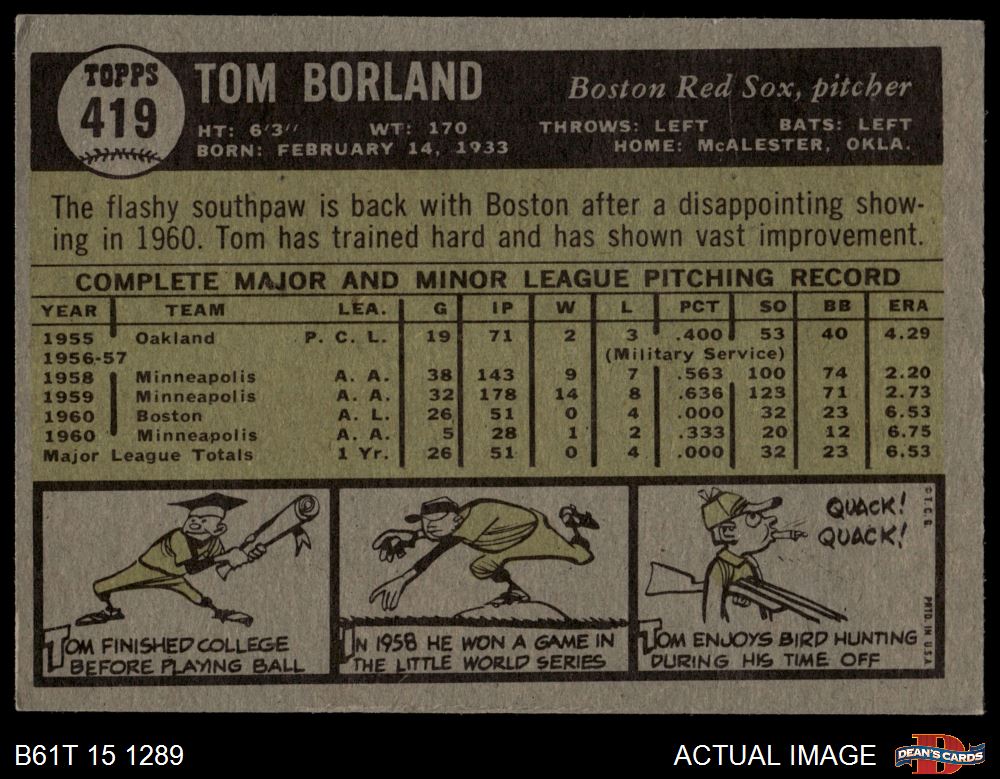 TOPPS
419
TOM BORLAND
Boston Red Sox, pitcher
HT: 6'3" WT: 170 THROWS: LEFT BATS: LEFT
BORN: FEBRUARY 14, 1933 HOME: McALESTER, OKLA.
The flashy southpaw is back with Boston after a disappointing show-
ing in 1960. Tom has trained hard and has shown vast improvement.
COMPLETE MAJOR AND MINOR LEAGUE PITCHING RECORD
YEAR TEAM LEA. G IP W L PCT SO BB ERA
1955 Oakland P. C. L. 19 71 2 3 .400 53 40 4.29
1956-57 (Military Service)
1958 Minneapolis A. A. 38 143 9 7 .563 100 74 2.20
1959 Minneapolis A. A. 32 178 14 8 .636 123 71 2.73
1960 Boston A. L. 26 51 0 4 .000 32 23 6.53
1960 Minneapolis A. A. 5 28 1 2 .333 20 12 6.75
Major League Totals 1 Yr. 26 51 0 4 .000 32 23 6.53
TOM FINISHED COLLEGE
BEFORE PLAYING BALL
IN 1958 HE WON A GAME IN
THE LITTLE WORLD SERIES
QUACK!
QUACK!
TOM ENJOYS BIRD HUNTING
DURING HIS TIME OFF
© T. C. G. PRTD. IN U.S.A.
B61T 15 1289
ACTUAL IMAGE
DEAN'S CARDS